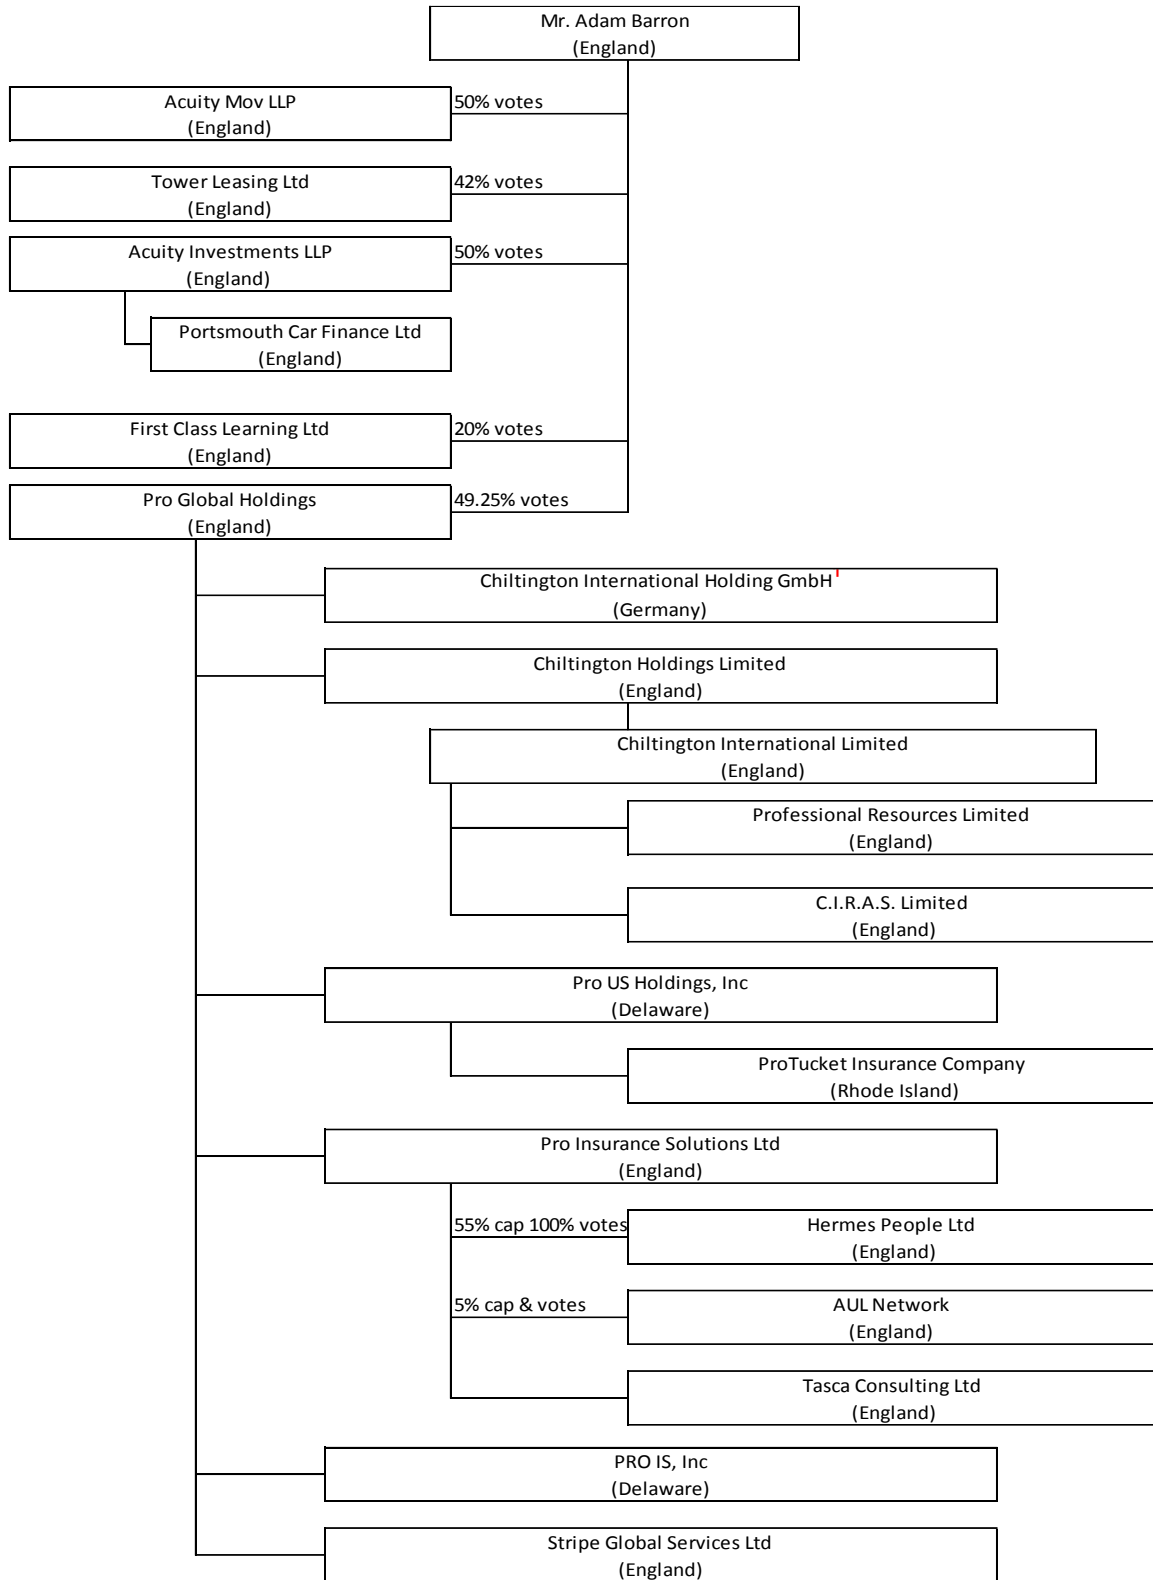 Mr. Adam Barron
(England)
Acuity Mov LLP
(England)
50% votes
Tower Leasing Ltd
(England)
42% votes
Acuity Investments LLP
(England)
50% votes
Portsmouth Car Finance Ltd
(England)
First Class Learning Ltd
(England)
20% votes
Pro Global Holdings
(England)
49.25% votes
Chiltington International Holding GmbH
(Germany)
Chiltington Holdings Limited
(England)
Chiltington International Limited
(England)
Professional Resources Limited
(England)
C.I.R.A.S. Limited
(England)
Pro US Holdings, Inc
(Delaware)
ProTucket Insurance Company
(Rhode Island)
Pro Insurance Solutions Ltd
(England)
55% cap 100% votes
Hermes People Ltd
(England)
5% cap & votes
AUL Network
(England)
Tasca Consulting Ltd
(England)
PRO IS, Inc
(Delaware)
Stripe Global Services Ltd
(England)